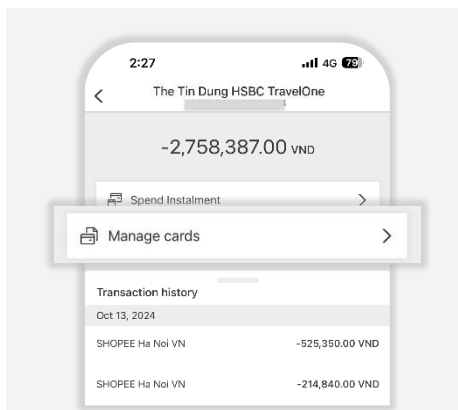 2:27 4G 79
The Tin Dung HSBC TravelOne
-2,758,387.00 VND
Spend Instalment
Manage cards
Transaction history
Oct 13, 2024
SHOPEE Ha Noi VN -525,350.00 VND
SHOPEE Ha Noi VN -214,840.00 VND